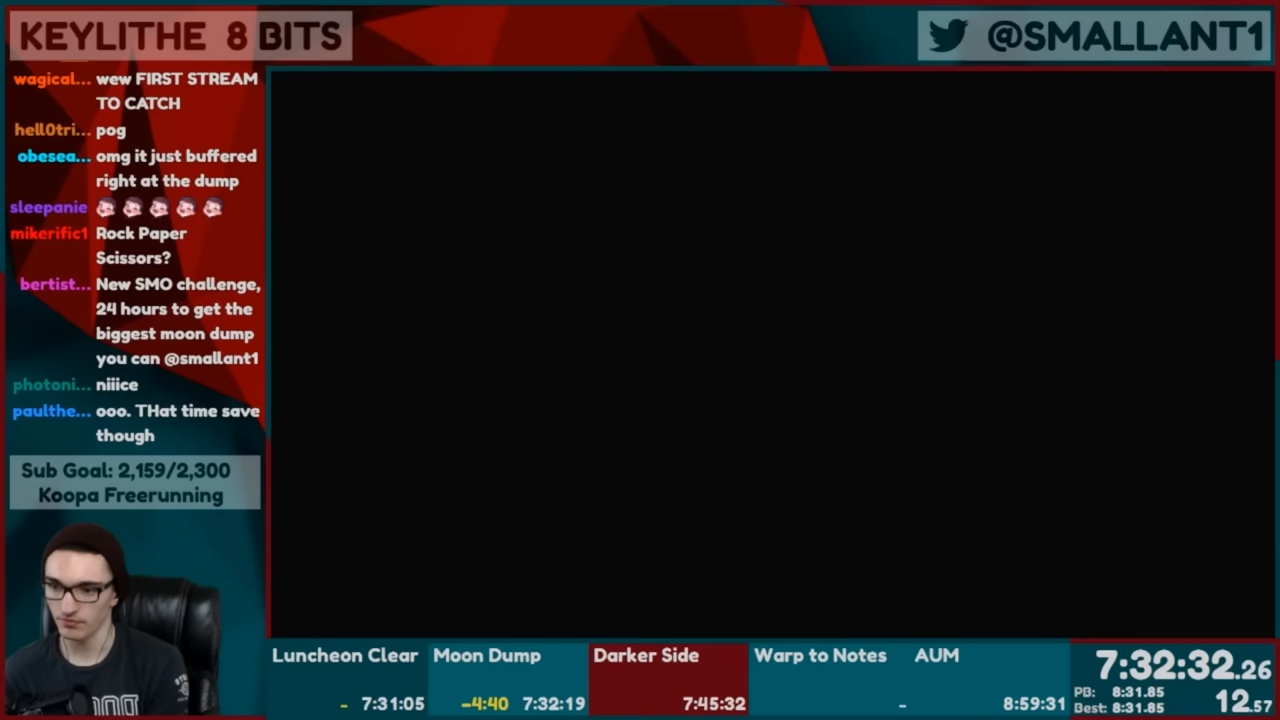 KEYLITHE 8 BITS
@SMALLANT1
wagical... wew FIRST STREAM
TO CATCH
hell0tri... pog
obesea... omg it just buffered
right at the dump
sleepanie
mikerific1 Rock Paper
Scissors?
bertist... New SMO challenge,
24 hours to get the
biggest moon dump
you can @smallant1
photoni... niiice
paulthe... ooo. THat time save
though
Sub Goal: 2,159/2,300
Koopa Freerunning
Luncheon Clear
- 7:31:05
Moon Dump
-4:40 7:32:19
Darker Side
7:45:32
Warp to Notes
-
AUM
8:59:31
7:32:32.26
PB: 8:31.85
Best: 8:31.85
12.57